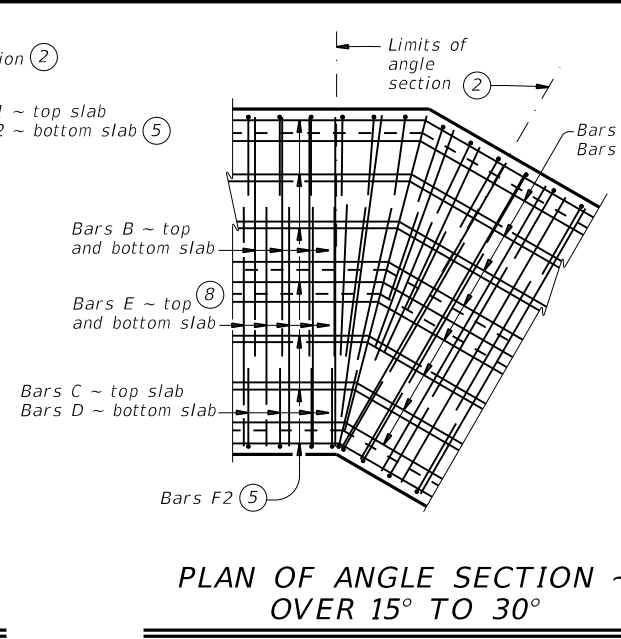 Limits of
angle
section 2
ion 2
~ top slab
2 ~ bottom slab 5
Bars
Bars
Bars B ~ top
and bottom slab
8
Bars E ~ top
and bottom slab
Bars C ~ top slab
Bars D ~ bottom slab
Bars F2 5
PLAN OF ANGLE SECTION ~
OVER 15° TO 30°